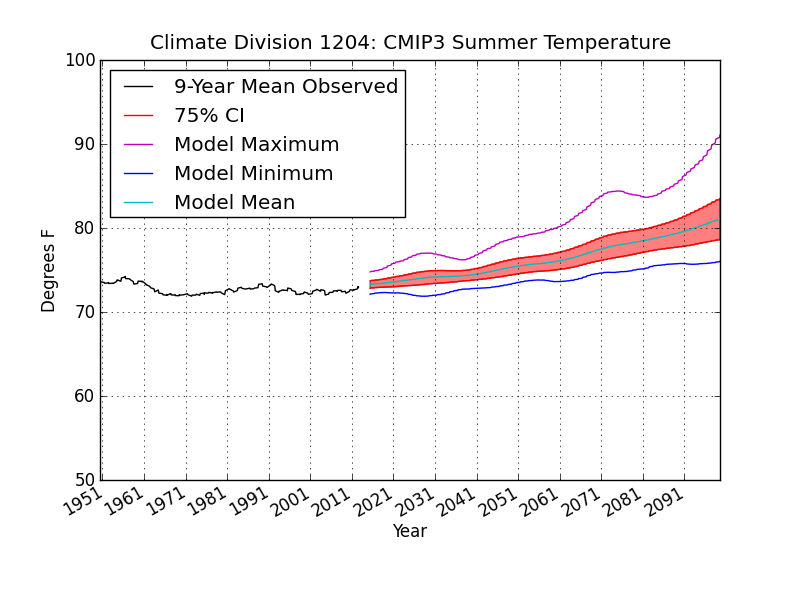 Climate Division 1204: CMIP3 Summer Temperature
9-Year Mean Observed
75% CI
Model Maximum
Model Minimum
Model Mean
Degrees F
100
90
80
70
60
50
1951 1961 1971 1981 1991 2001 2011 2021 2031 2041 2051 2061 2071 2081 2091
Year